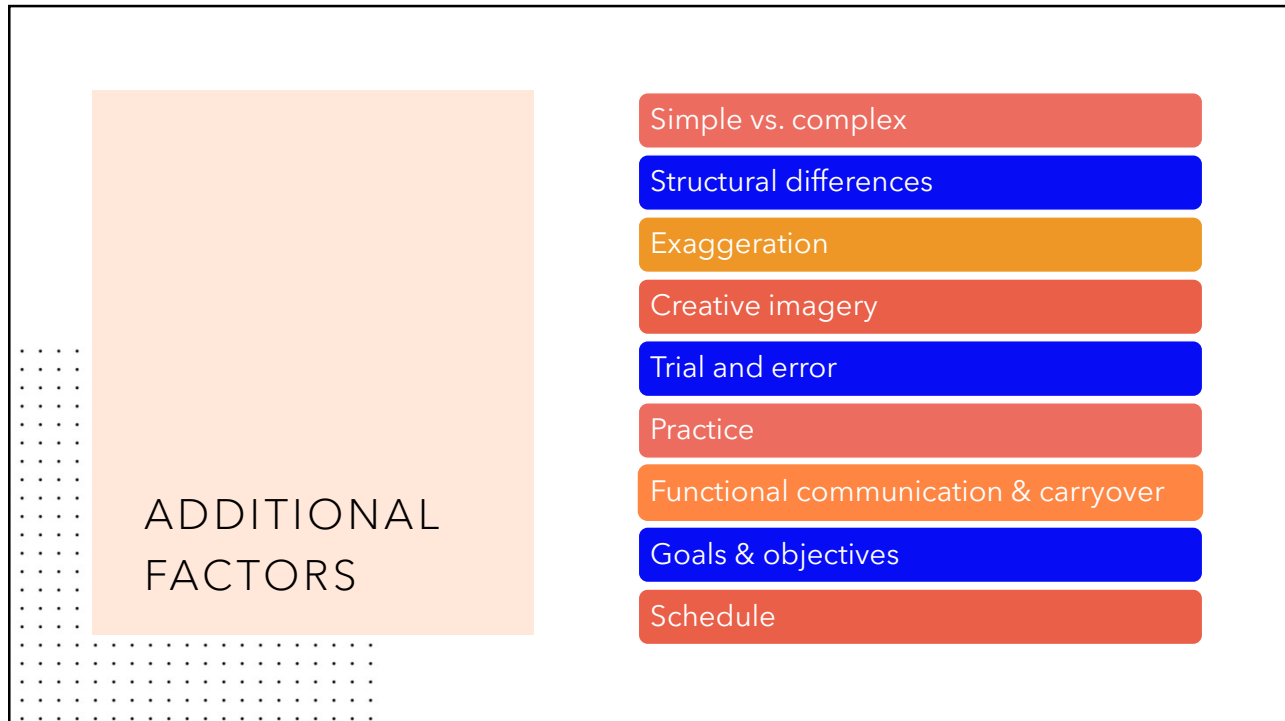 ADDITIONAL
FACTORS
Simple vs. complex
Structural differences
Exaggeration
Creative imagery
Trial and error
Practice
Functional communication & carryover
Goals & objectives
Schedule